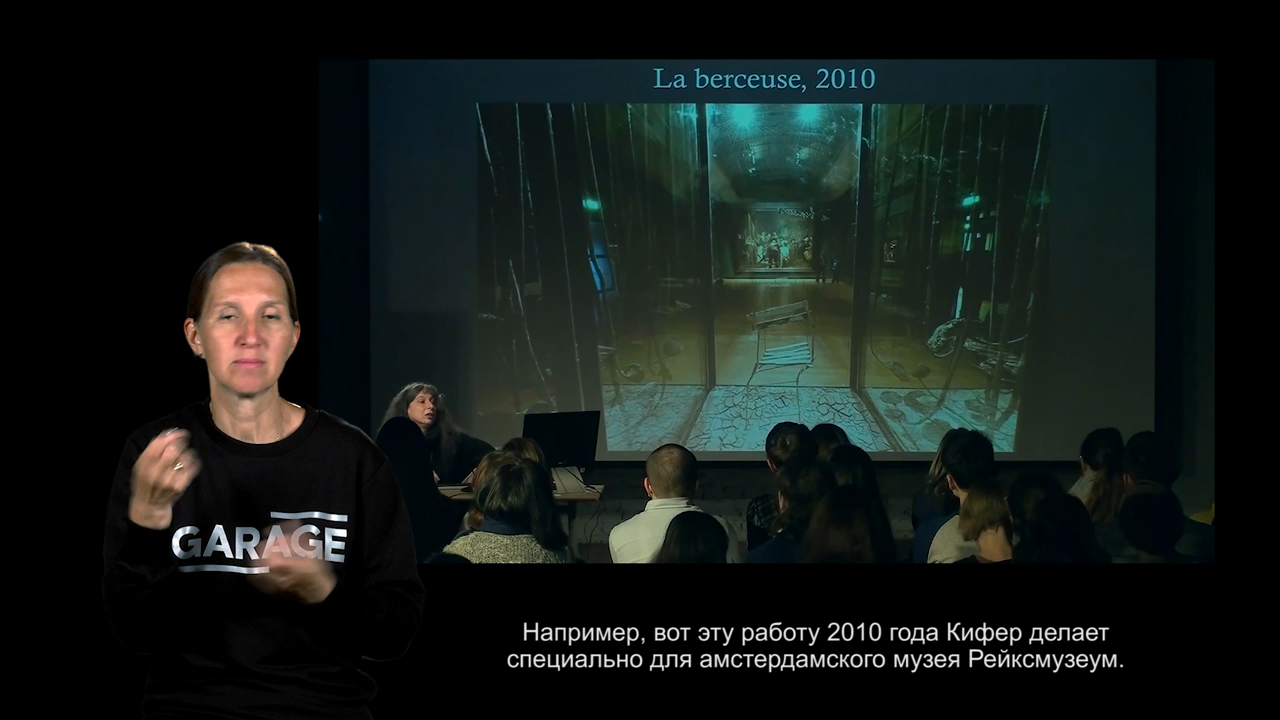 La berceuse, 2010
GARAGE
Например, вот эту работу 2010 года Кифер делает
специально для амстердамского музея Рейксмузеум.